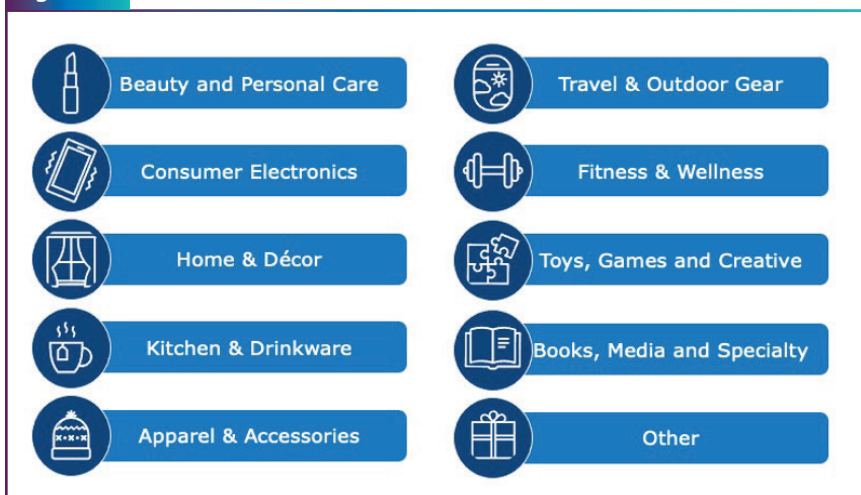 Beauty and Personal Care
Consumer Electronics
Home & Décor
Kitchen & Drinkware
Apparel & Accessories
Travel & Outdoor Gear
Fitness & Wellness
Toys, Games and Creative
Books, Media and Specialty
Other